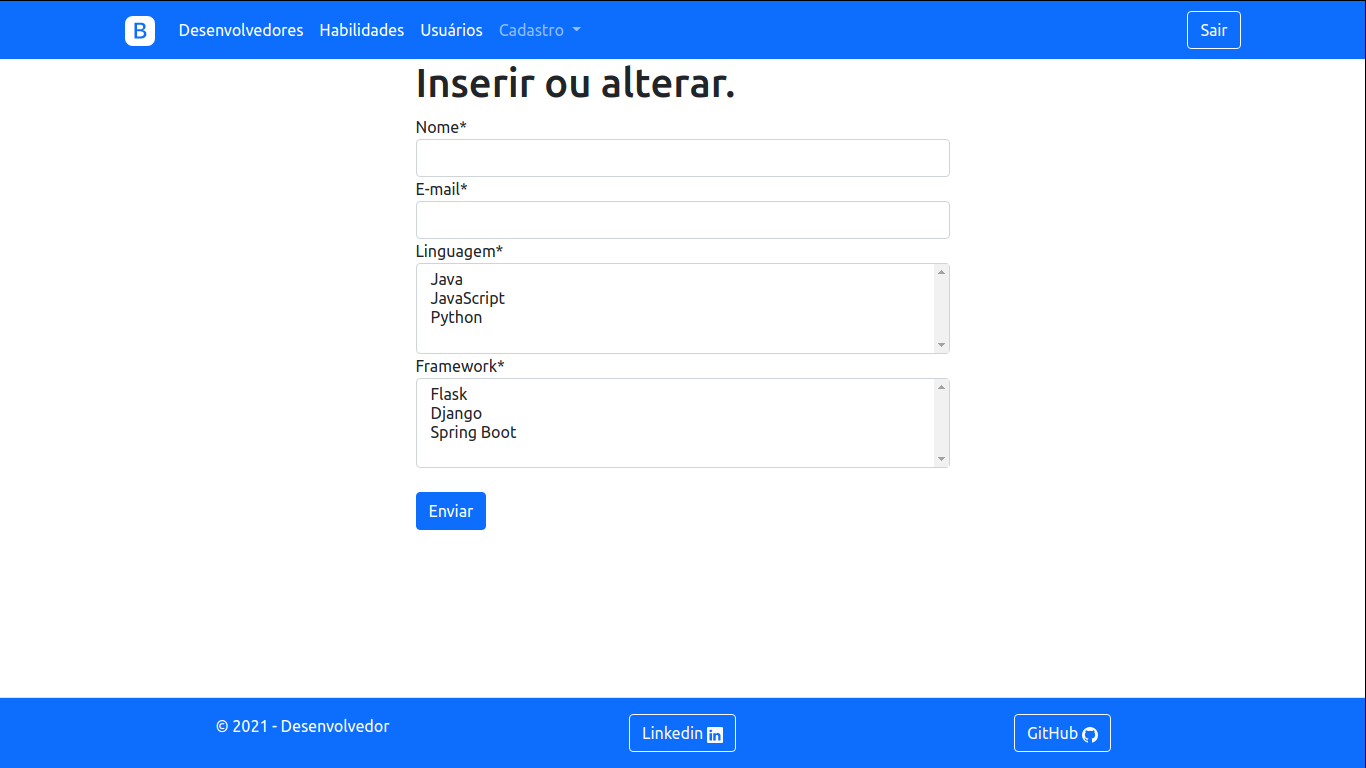 B Desenvolvedores Habilidades Usuários Cadastro Sair
Inserir ou alterar.
Nome*
E-mail*
Linguagem*
Java
JavaScript
Python
Framework*
Flask
Django
Spring Boot
Enviar
© 2021 - Desenvolvedor Linkedin in GitHub